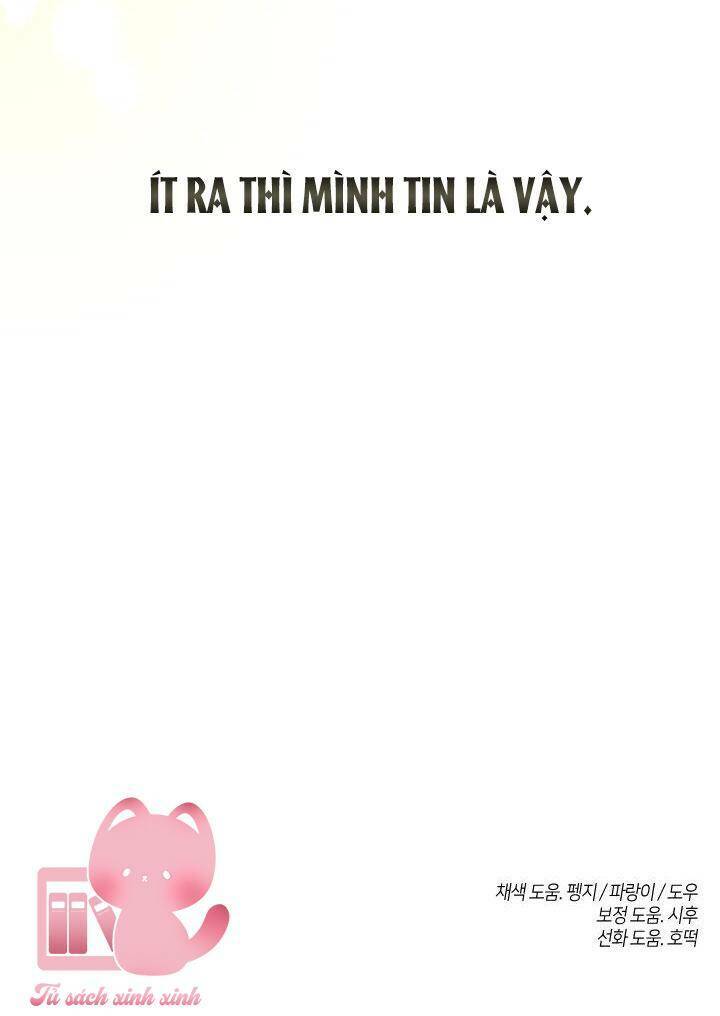 ÍT RA THÌ MÌNH TIN LÀ VẬY.
채색 도움. 펭지 / 파랑이 / 도우
보정 도움. 시후
선화 도움. 호떡
Tủ sách xinh xinh